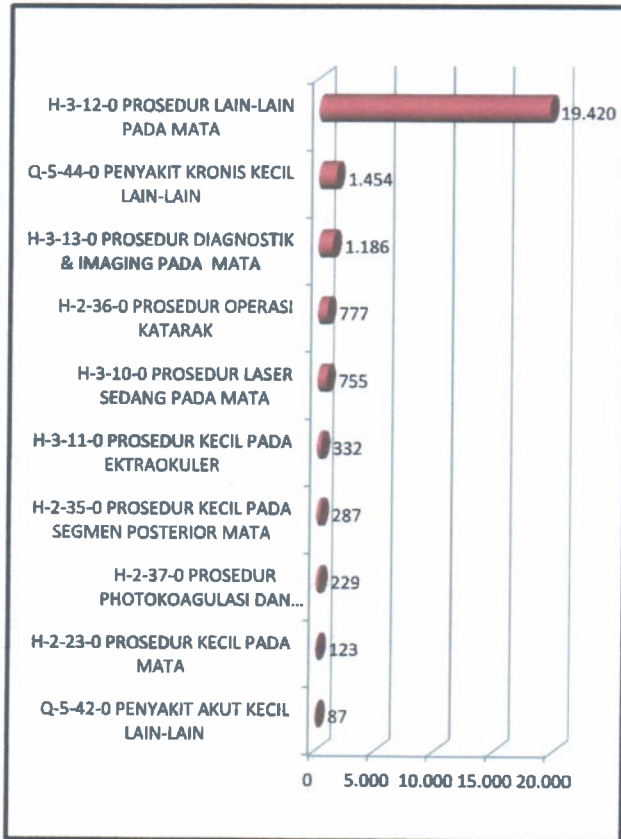 H-3-12-0 PROSEDUR LAIN-LAIN
PADA MATA
19.420
Q-5-44-0 PENYAKIT KRONIS KECIL
LAIN-LAIN
1.454
H-3-13-0 PROSEDUR DIAGNOSTIK
& IMAGING PADA MATA
1.186
H-2-36-0 PROSEDUR OPERASI
KATARAK
777
H-3-10-0 PROSEDUR LASER
SEDANG PADA MATA
755
H-3-11-0 PROSEDUR KECIL PADA
EKTRAOKULER
332
H-2-35-0 PROSEDUR KECIL PADA
SEGMEN POSTERIOR MATA
287
H-2-37-0 PROSEDUR
PHOTOKOAGULASI DAN...
229
H-2-23-0 PROSEDUR KECIL PADA
MATA
123
Q-5-42-0 PENYAKIT AKUT KECIL
LAIN-LAIN
87
0 5.000 10.000 15.000 20.000